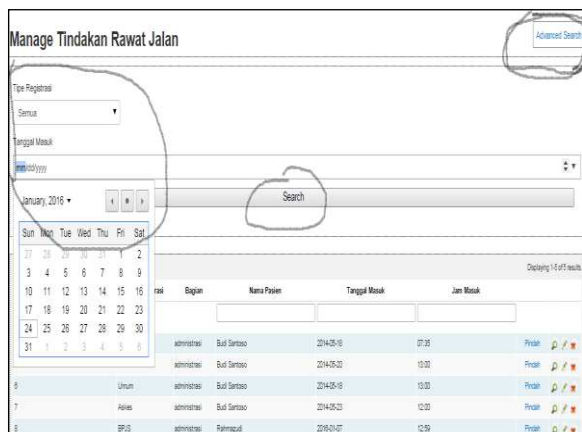 Manage Tindakan Rawat Jalan
Advanced Search
Tipe Registrasi
Semua
Tanggal Masuk
mm/dd/yyyy
January, 2016
Search
Sun Mon Tue Wed Thu Fri Sat
27 28 29 30 31 1 2
3 4 5 6 7 8 9
10 11 12 13 14 15 16
17 18 19 20 21 22 23
24 25 26 27 28 29 30
31 1 2 3 4 5 6
Displaying 1-5 of 5 results.
rasi Bagian Nama Pasien Tanggal Masuk Jam Masuk
administrasi Budi Santoso 2014-05-18 07:35 Pindah
administrasi Budi Santoso 2014-05-20 13:00 Pindah
6 Umum administrasi Budi Santoso 2014-05-18 13:00 Pindah
7 Askes administrasi Budi Santoso 2014-05-23 12:00 Pindah
8 BPJS administrasi Rahmazudi 2016-01-07 12:59 Pindah